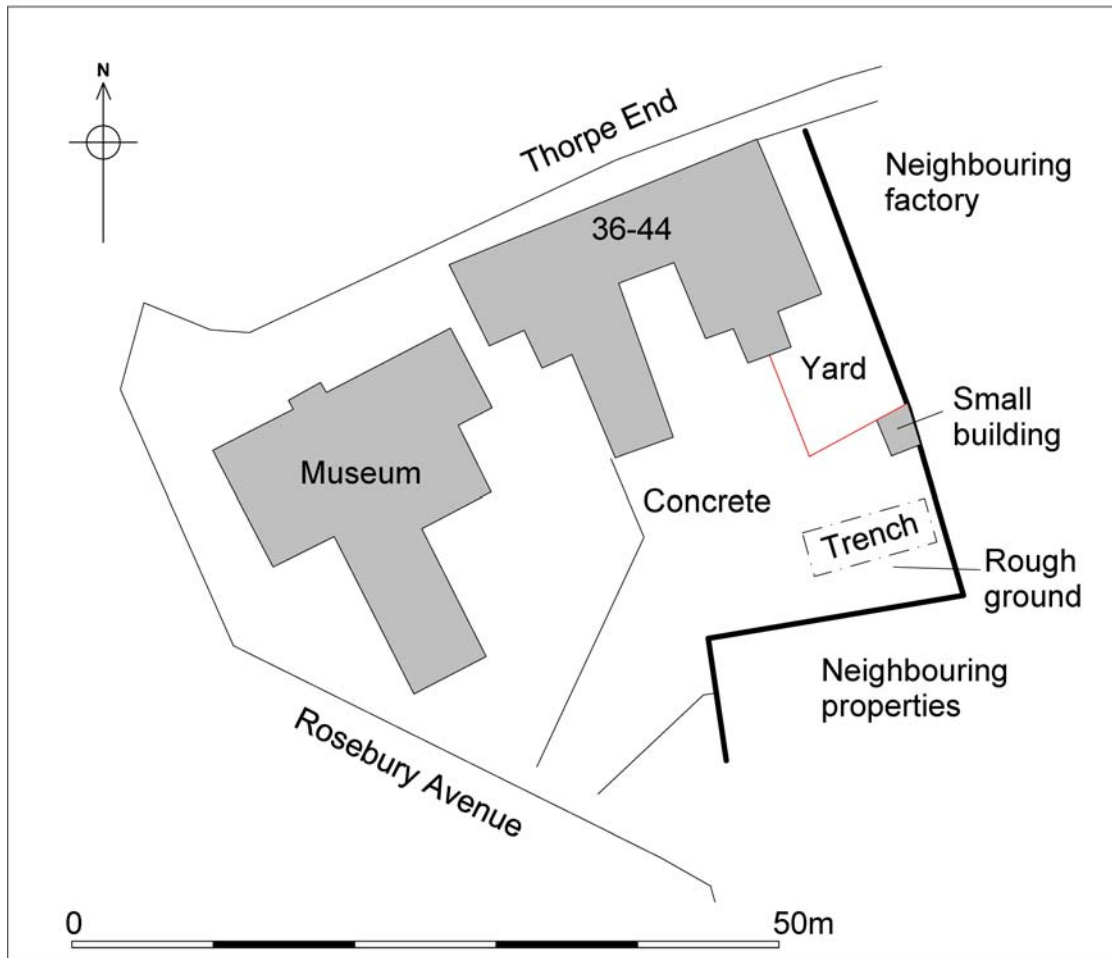 N
Thorpe End
Neighbouring
factory
36-44
Yard
Small
building
Museum
Concrete
Trench
Rough
ground
Neighbouring
properties
Rosebury Avenue
0
50m